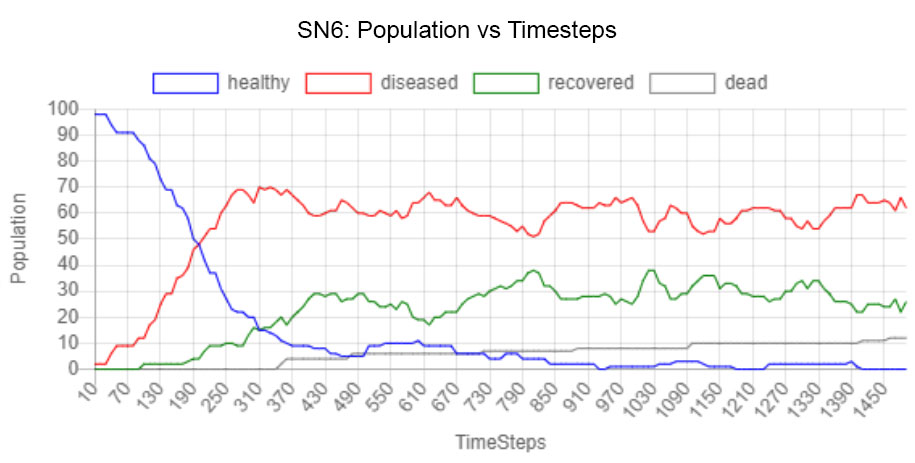 SN6: Population vs Timesteps
healthy diseased recovered dead
100
90
80
70
60
50
40
30
20
10
0
Population
10 70 130 190 250 310 370 430 490 550 610 670 730 790 850 910 970 1030 1090 1150 1210 1270 1330 1390 1450
TimeSteps